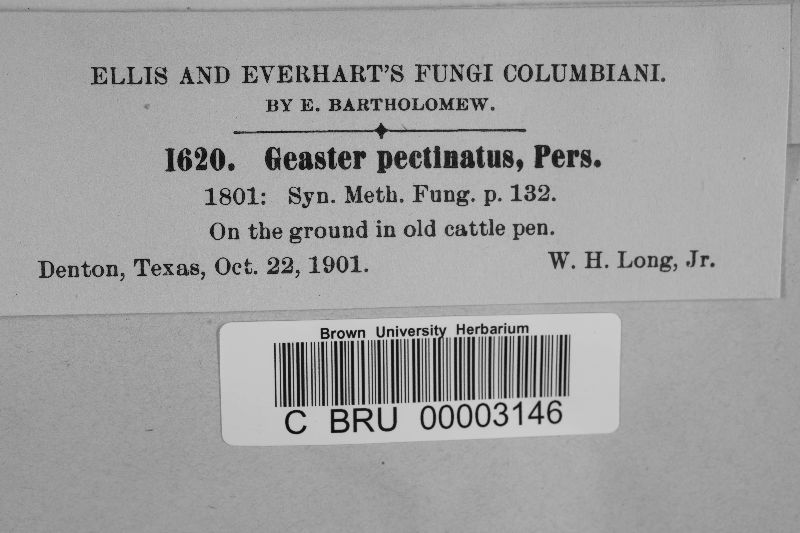 ELLIS AND EVERHART'S FUNGI COLUMBIANI.
BY E. BARTHOLOMEW.
1620. Geaster pectinatus, Pers.
1801: Syn. Meth. Fung. p. 132.
On the ground in old cattle pen.
Denton, Texas, Oct. 22, 1901. W. H. Long, Jr.
Brown University Herbarium
C BRU 00003146